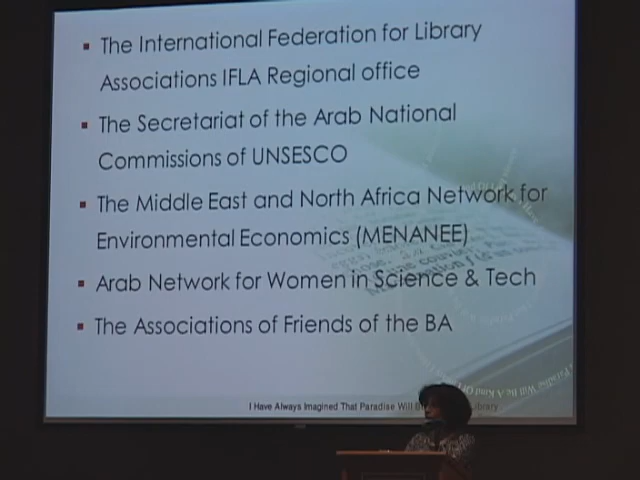 The International Federation for Library
Associations IFLA Regional office
The Secretariat of the Arab National
Commissions of UNSESCO
The Middle East and North Africa Network for
Environmental Economics (MENANEE)
Arab Network for Women in Science & Tech
The Associations of Friends of the BA
I Have Always Imagined That Paradise Will
Library